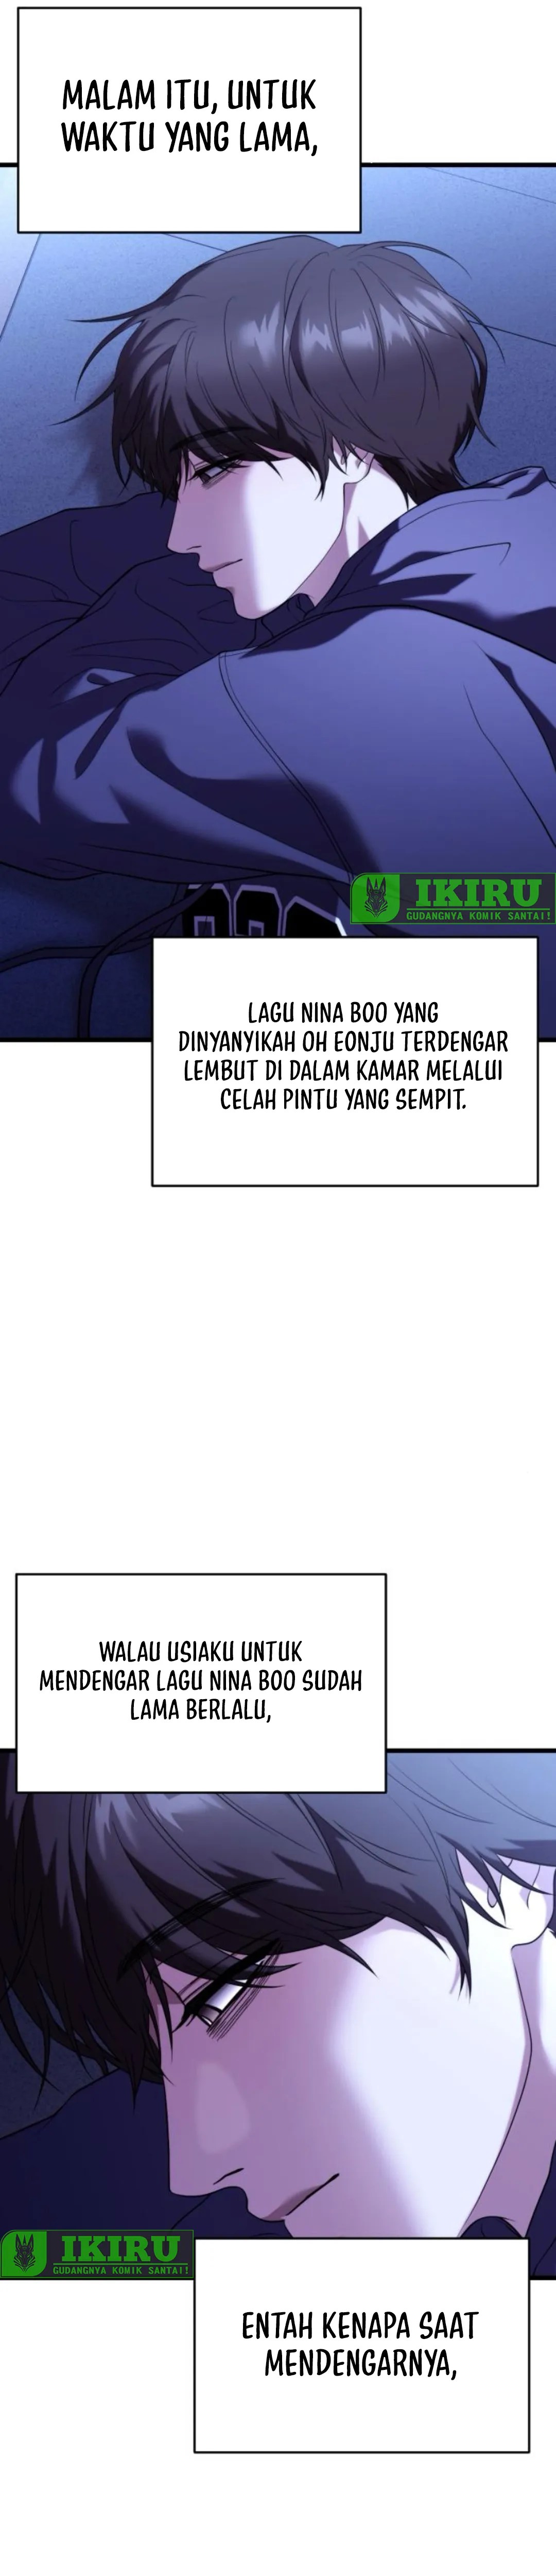 MALAM ITU, UNTUK
WAKTU YANG LAMA,
IKIRU
GUDANGNYA KOMIK SANTAI!
LAGU NINA BOO YANG
DINYANYIKAH OH EONJU TERDENGAR
LEMBUT DI DALAM KAMAR MELALUI
CELAH PINTU YANG SEMPIT.
WALAU USIAKU UNTUK
MENDENGAR LAGU NINA BOO SUDAH
LAMA BERLALU,
IKIRU
GUDANGNYA KOMIK SANTAI!
ENTAH KENAPA SAAT
MENDENGARNYA,